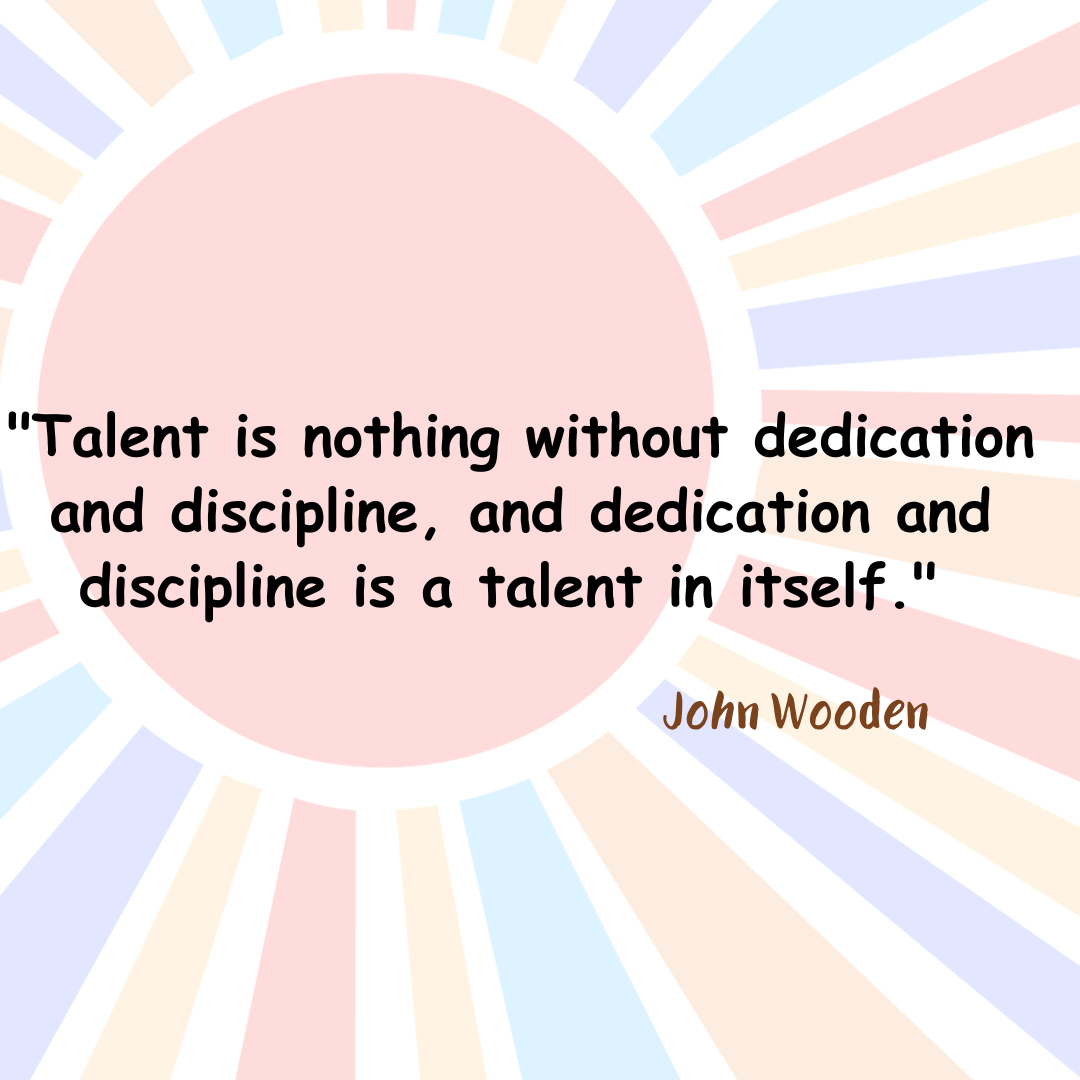 "Talent is nothing without dedication
and discipline, and dedication and
discipline is a talent in itself."
John Wooden